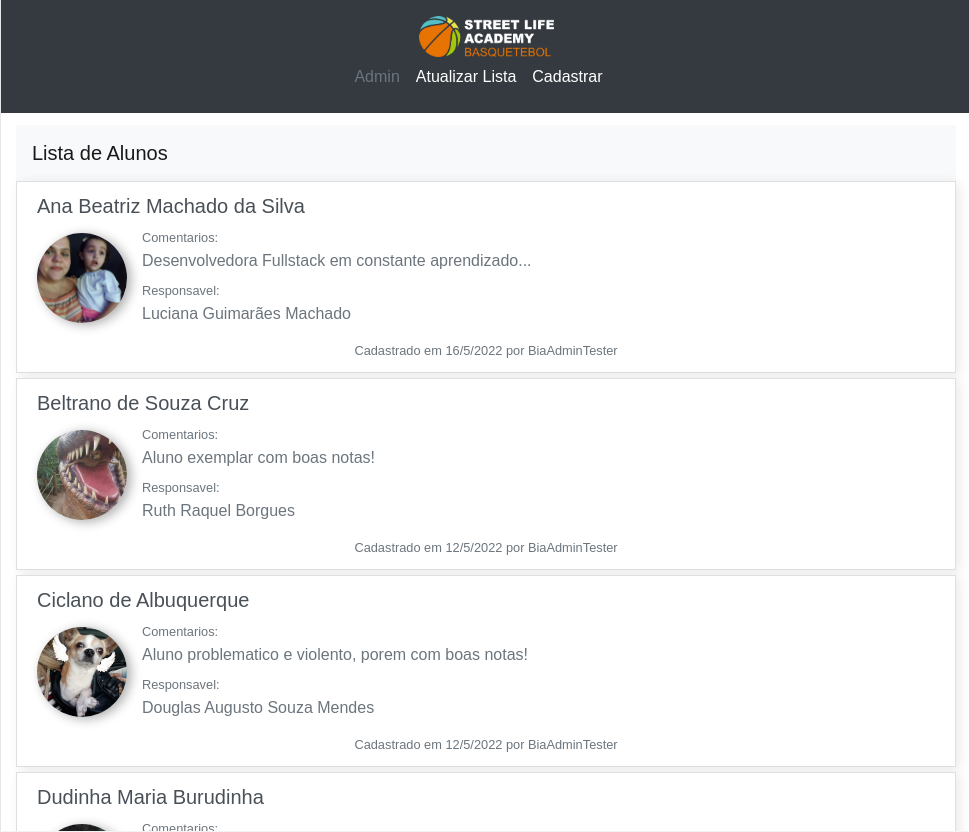 STREET LIFE
ACADEMY
BASQUETEBOL
Admin Atualizar Lista Cadastrar
Lista de Alunos
Ana Beatriz Machado da Silva
Comentarios:
Desenvolvedora Fullstack em constante aprendizado...
Responsavel:
Luciana Guimarães Machado
Cadastrado em 16/5/2022 por BiaAdminTester
Beltrano de Souza Cruz
Comentarios:
Aluno exemplar com boas notas!
Responsavel:
Ruth Raquel Borgues
Cadastrado em 12/5/2022 por BiaAdminTester
Ciclano de Albuquerque
Comentarios:
Aluno problematico e violento, porem com boas notas!
Responsavel:
Douglas Augusto Souza Mendes
Cadastrado em 12/5/2022 por BiaAdminTester
Dudinha Maria Burudinha
Comentarios: